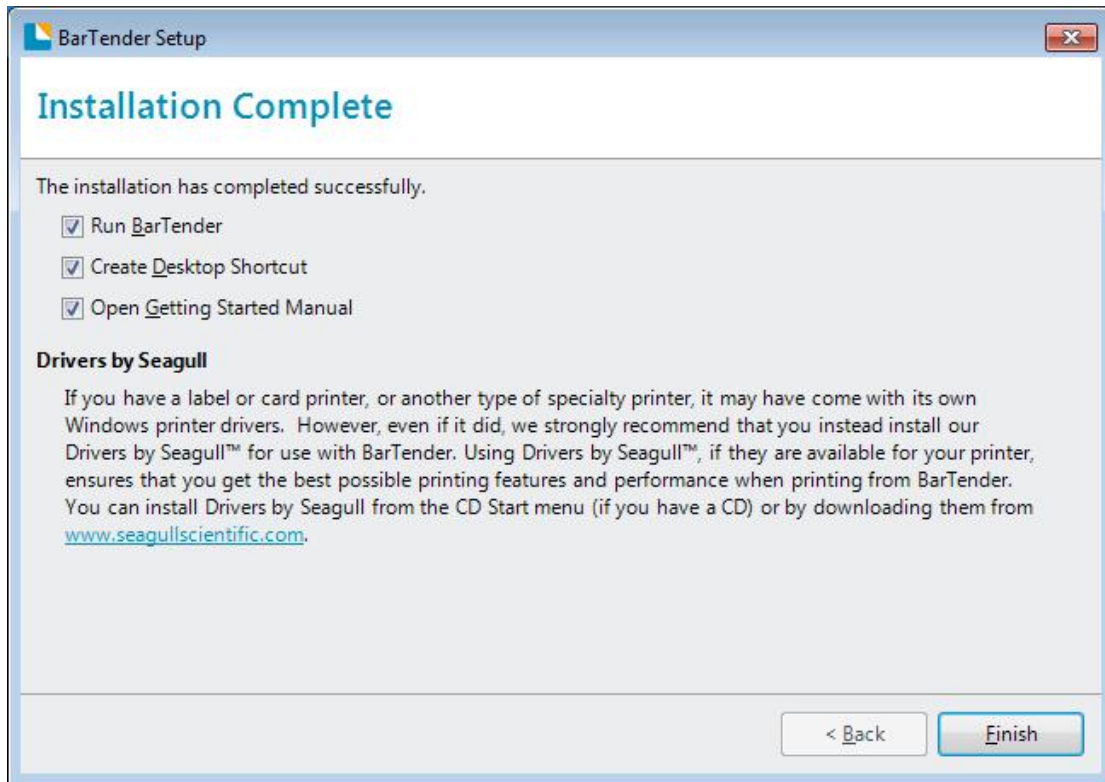 BarTender Setup
Installation Complete
The installation has completed successfully.
Run BarTender
Create Desktop Shortcut
Open Getting Started Manual
Drivers by Seagull
If you have a label or card printer, or another type of specialty printer, it may have come with its own
Windows printer drivers.  However, even if it did, we strongly recommend that you instead install our
Drivers by Seagull™ for use with BarTender. Using Drivers by Seagull™, if they are available for your printer,
ensures that you get the best possible printing features and performance when printing from BarTender.
You can install Drivers by Seagull from the CD Start menu (if you have a CD) or by downloading them from
www.seagullscientific.com.
< Back
Finish